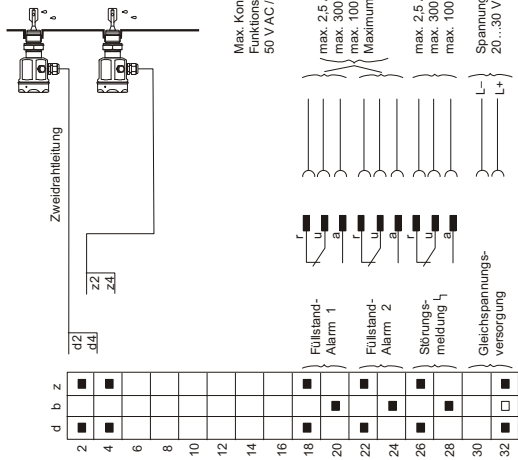 Zweidrahtleitung
d2
d4
z2
z4
Max. Kon
Funktions
50 V AC /
max. 2,5
max. 300
max. 100
Maximum
max. 2,5
max. 300
max. 100
Spannung
20...30 V
L–
L+
r
u
a
r
u
a
r
u
a
Füllstand-
Alarm 1
Füllstand-
Alarm 2
Störungs-
meldung
Gleichspannungs-
versorgung
d b z
2
4
6
8
10
12
14
16
18
20
22
24
26
28
30
32